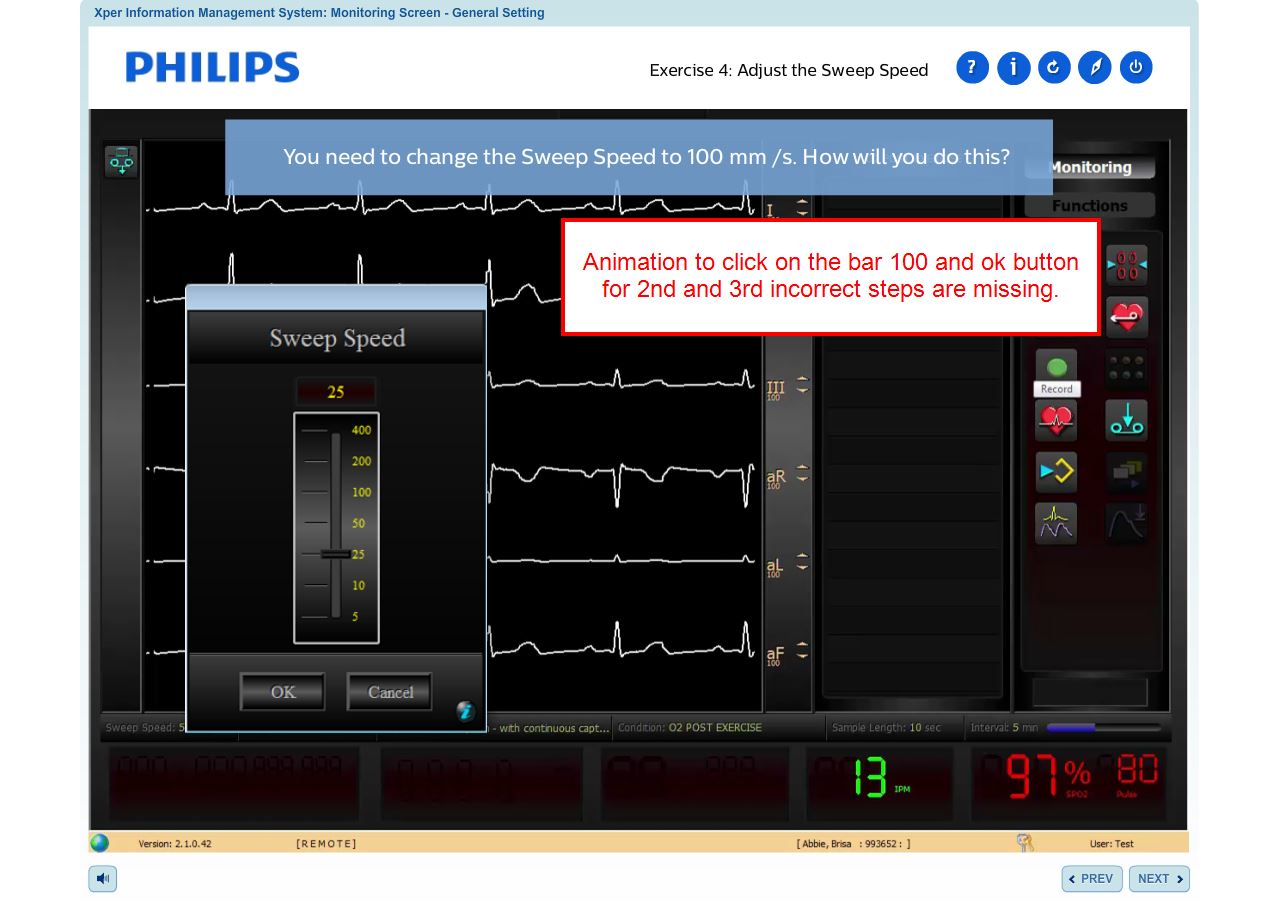 Xper Information Management System: Monitoring Screen - General Setting
PHILIPS
Exercise 4: Adjust the Sweep Speed
?
i
You need to change the Sweep Speed to 100 mm /s. How will you do this?
Monitoring
Functions
I
Animation to click on the bar 100 and ok button
for 2nd and 3rd incorrect steps are missing.
Sweep Speed
25
400
200
100
50
25
10
5
OK
Cancel
i
III
100
aR
100
aL
100
aF
100
Record
Sweep Speed: 5
- with continuous capt...
Condition: O2 POST EXERCISE
Sample Length: 10 sec
Interval: 5 min
13 IPM
97 % SPO2
80 Pulse
Version: 2.1.0.42
[REMOTE]
[ Abbie, Brisa : 993652 : ]
User: Test
PREV
NEXT